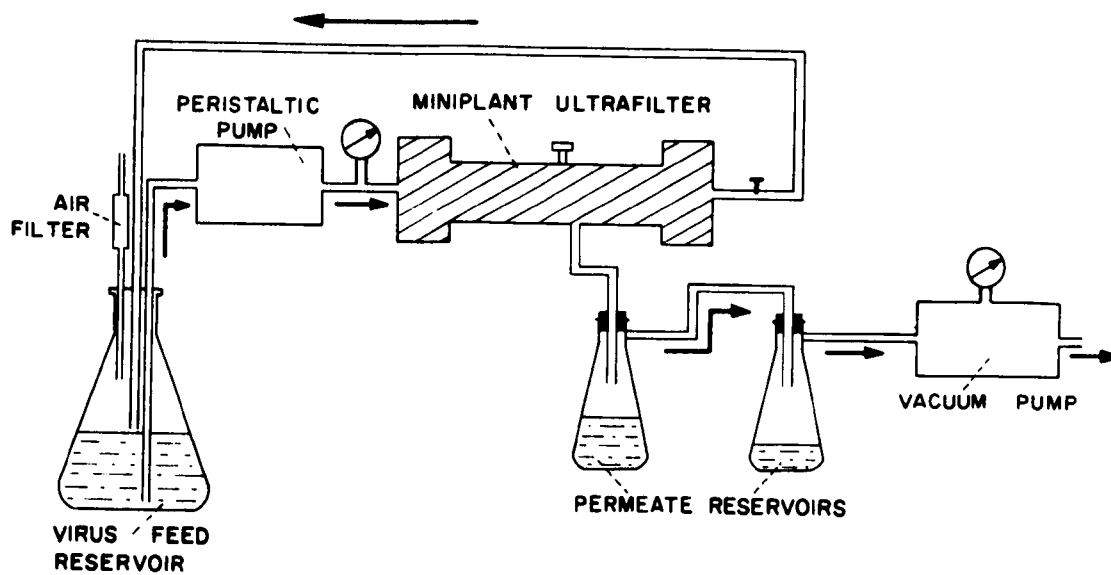 PERISTALTIC
PUMP
MINIPLANT ULTRAFILTER
AIR
FILTER
VACUUM PUMP
PERMEATE RESERVOIRS
VIRUS FEED
RESERVOIR